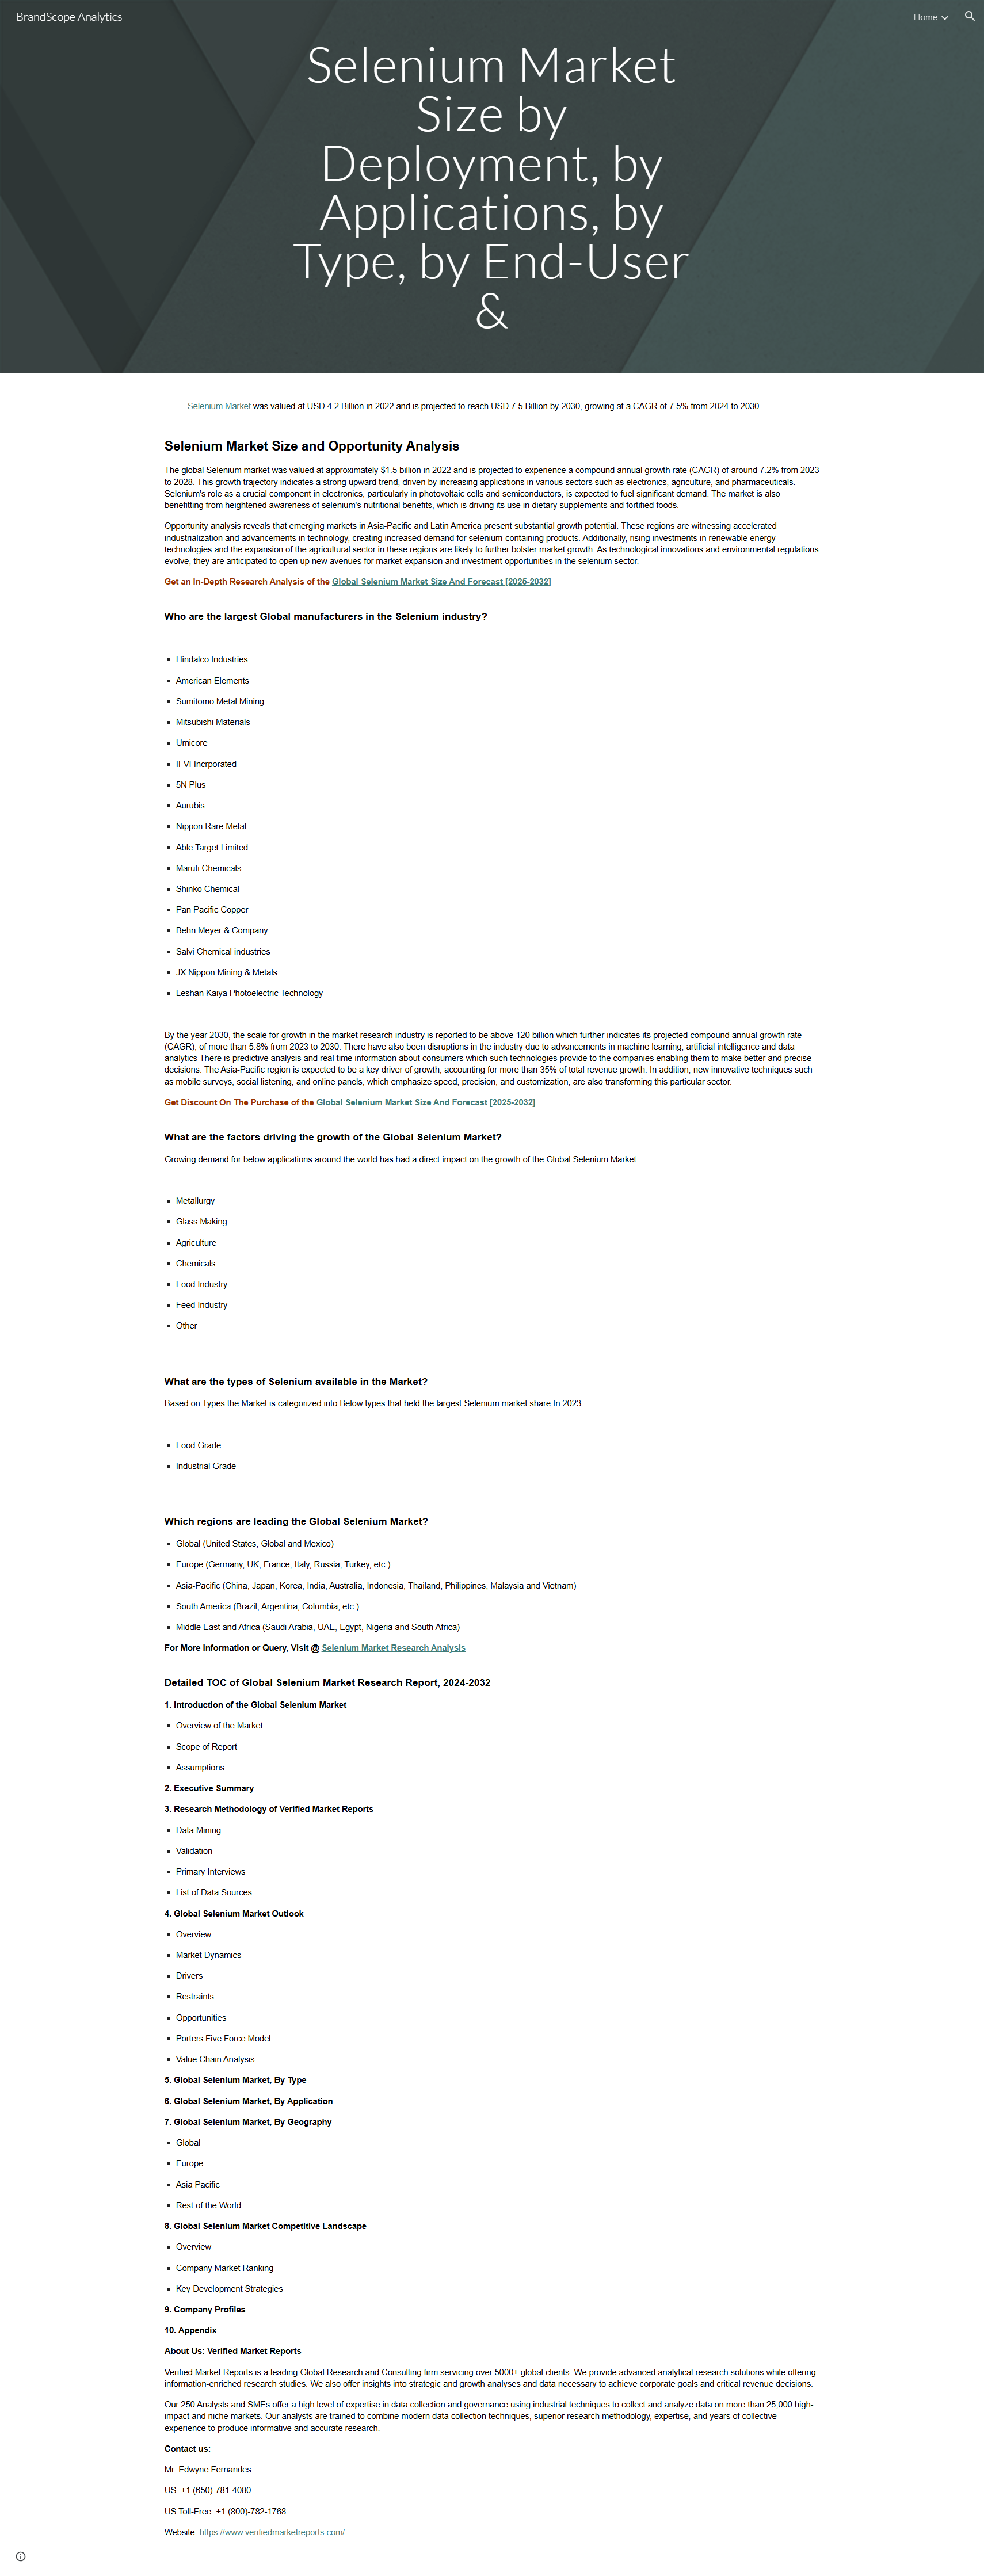 BrandScope Analytics
Home
Selenium Market
Size by
Deployment, by
Applications, by
Type, by End-User
&
Selenium Market was valued at USD 4.2 Billion in 2022 and is projected to reach USD 7.5 Billion by 2030, growing at a CAGR of 7.5% from 2024 to 2030.
Selenium Market Size and Opportunity Analysis
The global Selenium market was valued at approximately $1.5 billion in 2022 and is projected to experience a compound annual growth rate (CAGR) of around 7.2% from 2023
to 2028. This growth trajectory indicates a strong upward trend, driven by increasing applications in various sectors such as electronics, agriculture, and pharmaceuticals.
Selenium's role as a crucial component in electronics, particularly in photovoltaic cells and semiconductors, is expected to fuel significant demand. The market is also
benefitting from heightened awareness of selenium's nutritional benefits, which is driving its use in dietary supplements and fortified foods.
Opportunity analysis reveals that emerging markets in Asia-Pacific and Latin America present substantial growth potential. These regions are witnessing accelerated
industrialization and advancements in technology, creating increased demand for selenium-containing products. Additionally, rising investments in renewable energy
technologies and the expansion of the agricultural sector in these regions are likely to further bolster market growth. As technological innovations and environmental regulations
evolve, they are anticipated to open up new avenues for market expansion and investment opportunities in the selenium sector.
Get an In-Depth Research Analysis of the Global Selenium Market Size And Forecast [2025-2032]
Who are the largest Global manufacturers in the Selenium industry?
Hindalco Industries
American Elements
Sumitomo Metal Mining
Mitsubishi Materials
Umicore
II-VI Incrporated
5N Plus
Aurubis
Nippon Rare Metal
Able Target Limited
Maruti Chemicals
Shinko Chemical
Pan Pacific Copper
Behn Meyer & Company
Salvi Chemical industries
JX Nippon Mining & Metals
Leshan Kaiya Photoelectric Technology
By the year 2030, the scale for growth in the market research industry is reported to be above 120 billion which further indicates its projected compound annual growth rate
(CAGR), of more than 5.8% from 2023 to 2030. There have also been disruptions in the industry due to advancements in machine learning, artificial intelligence and data
analytics There is predictive analysis and real time information about consumers which such technologies provide to the companies enabling them to make better and precise
decisions. The Asia-Pacific region is expected to be a key driver of growth, accounting for more than 35% of total revenue growth. In addition, new innovative techniques such
as mobile surveys, social listening, and online panels, which emphasize speed, precision, and customization, are also transforming this particular sector.
Get Discount On The Purchase of the Global Selenium Market Size And Forecast [2025-2032]
What are the factors driving the growth of the Global Selenium Market?
Growing demand for below applications around the world has had a direct impact on the growth of the Global Selenium Market
Metallurgy
Glass Making
Agriculture
Chemicals
Food Industry
Feed Industry
Other
What are the types of Selenium available in the Market?
Based on Types the Market is categorized into Below types that held the largest Selenium market share In 2023.
Food Grade
Industrial Grade
Which regions are leading the Global Selenium Market?
Global (United States, Global and Mexico)
Europe (Germany, UK, France, Italy, Russia, Turkey, etc.)
Asia-Pacific (China, Japan, Korea, India, Australia, Indonesia, Thailand, Philippines, Malaysia and Vietnam)
South America (Brazil, Argentina, Columbia, etc.)
Middle East and Africa (Saudi Arabia, UAE, Egypt, Nigeria and South Africa)
For More Information or Query, Visit @ Selenium Market Research Analysis
Detailed TOC of Global Selenium Market Research Report, 2024-2032
1. Introduction of the Global Selenium Market
Overview of the Market
Scope of Report
Assumptions
2. Executive Summary
3. Research Methodology of Verified Market Reports
Data Mining
Validation
Primary Interviews
List of Data Sources
4. Global Selenium Market Outlook
Overview
Market Dynamics
Drivers
Restraints
Opportunities
Porters Five Force Model
Value Chain Analysis
5. Global Selenium Market, By Type
6. Global Selenium Market, By Application
7. Global Selenium Market, By Geography
Global
Europe
Asia Pacific
Rest of the World
8. Global Selenium Market Competitive Landscape
Overview
Company Market Ranking
Key Development Strategies
9. Company Profiles
10. Appendix
About Us: Verified Market Reports
Verified Market Reports is a leading Global Research and Consulting firm servicing over 5000+ global clients. We provide advanced analytical research solutions while offering
information-enriched research studies. We also offer insights into strategic and growth analyses and data necessary to achieve corporate goals and critical revenue decisions.
Our 250 Analysts and SMEs offer a high level of expertise in data collection and governance using industrial techniques to collect and analyze data on more than 25,000 high-
impact and niche markets. Our analysts are trained to combine modern data collection techniques, superior research methodology, expertise, and years of collective
experience to produce informative and accurate research.
Contact us:
Mr. Edwyne Fernandes
US: +1 (650)-781-4080
US Toll-Free: +1 (800)-782-1768
Website: https://www.verifiedmarketreports.com/